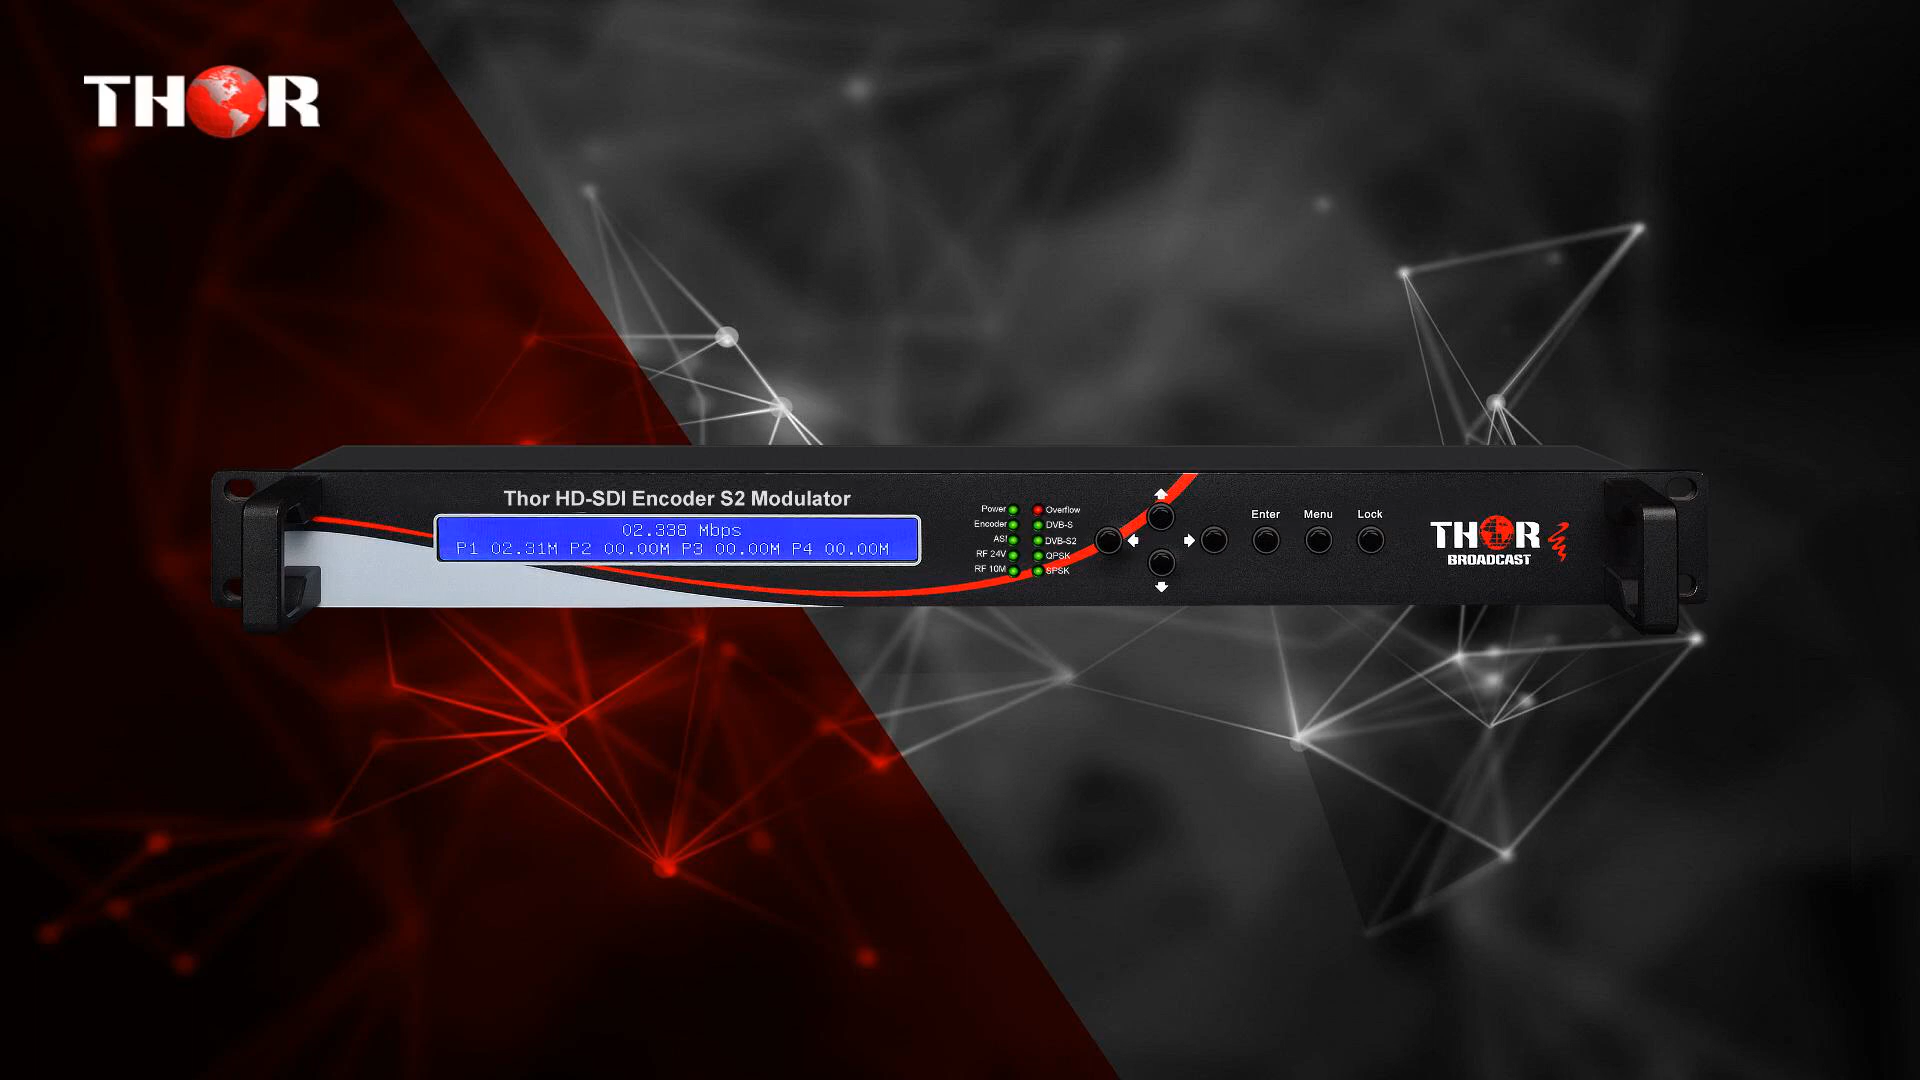 THOR
Thor HD-SDI Encoder S2 Modulator
02.338 Mbps
P1 02.31M P2 00.00M P3 00.00M P4 00.00M
Power
Encoder
ASI
RF 24V
RF 10M
Overflow
DVB-S
DVB-S2
QPSK
SPSK
Enter
Menu
Lock
THOR
BROADCAST